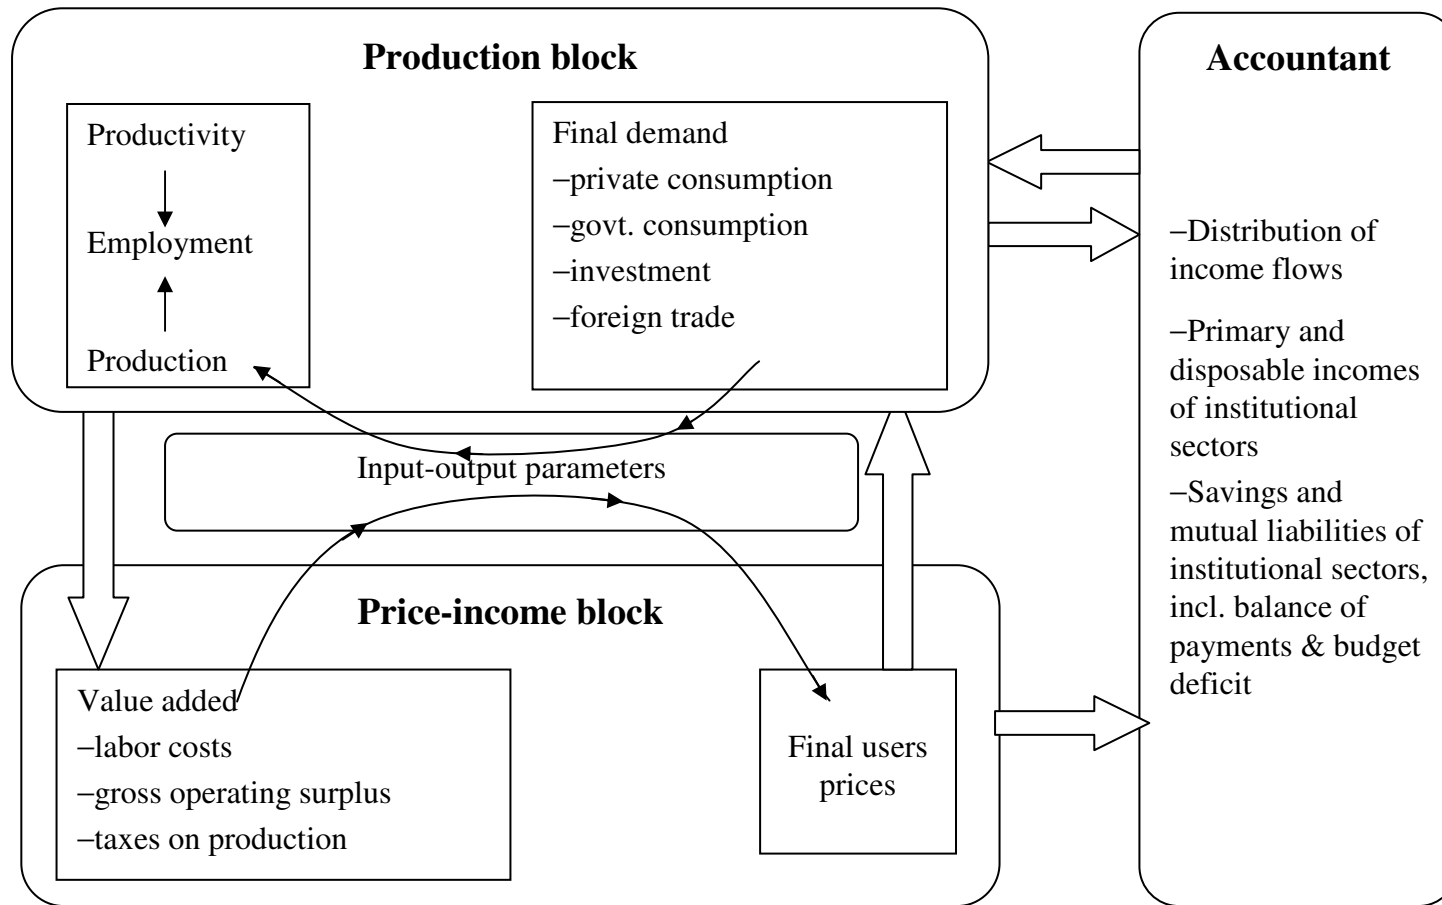 Production block
Productivity
Employment
Production
Final demand
−private consumption
−govt. consumption
−investment
−foreign trade
Input-output parameters
Price-income block
Value added
−labor costs
−gross operating surplus
−taxes on production
Final users
prices
Accountant
−Distribution of
income flows
−Primary and
disposable incomes
of institutional
sectors
−Savings and
mutual liabilities of
institutional sectors,
incl. balance of
payments & budget
deficit